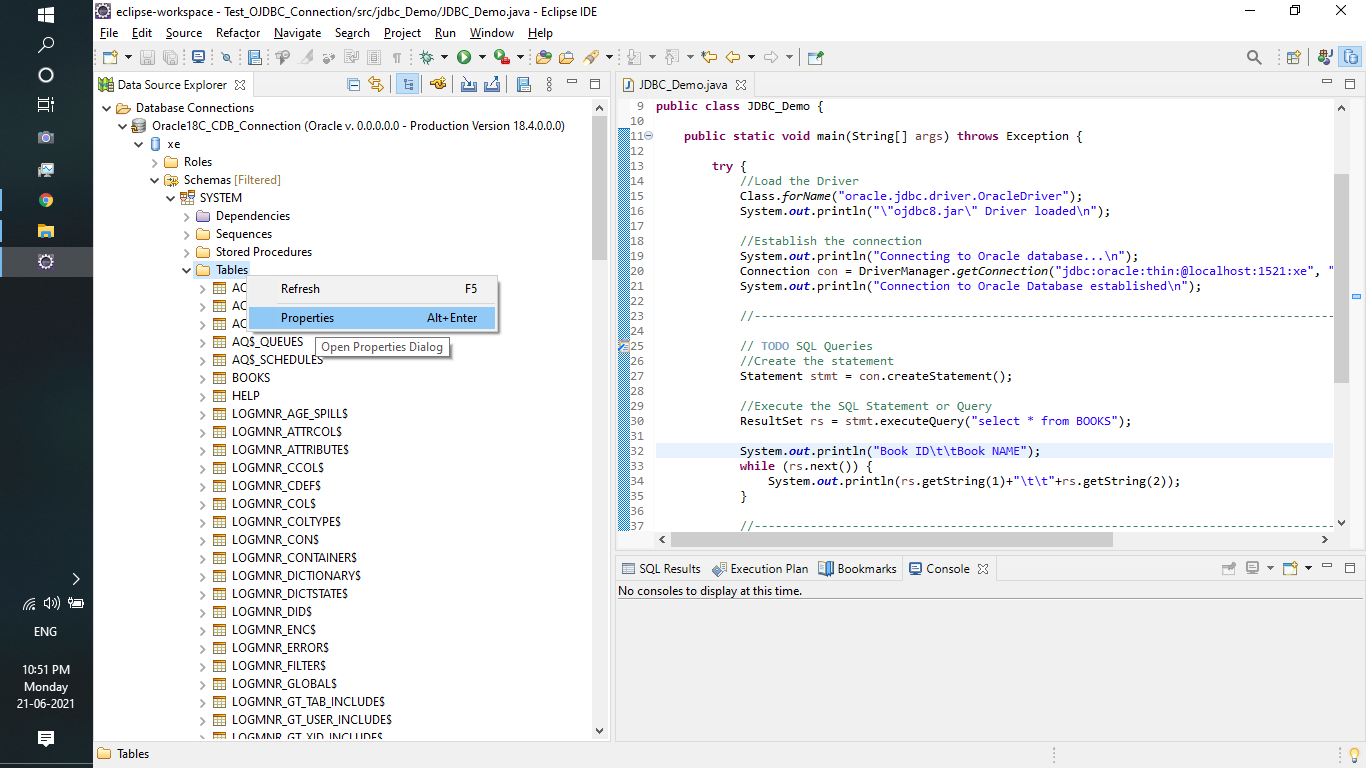 eclipse-workspace - Test_OJDBC_Connection/src/jdbc_Demo/JDBC_Demo.java - Eclipse IDE
File Edit Source Refactor Navigate Search Project Run Window Help
Data Source Explorer
Database Connections
Oracle18C_CDB_Connection (Oracle v. 0.0.0.0.0 - Production Version 18.4.0.0.0)
xe
Roles
Schemas [Filtered]
SYSTEM
Dependencies
Sequences
Stored Procedures
Tables
AQ$_QUEUES
AQ$_SCHEDULES
BOOKS
HELP
LOGMNR_AGE_SPILL$
LOGMNR_ATTRCOL$
LOGMNR_ATTRIBUTE$
LOGMNR_CCOL$
LOGMNR_CDEF$
LOGMNR_COL$
LOGMNR_COLTYPE$
LOGMNR_CON$
LOGMNR_CONTAINER$
LOGMNR_DICTIONARY$
LOGMNR_DICTSTATE$
LOGMNR_DID$
LOGMNR_ENC$
LOGMNR_ERROR$
LOGMNR_FILTER$
LOGMNR_GLOBAL$
LOGMNR_GT_TAB_INCLUDE$
LOGMNR_GT_USER_INCLUDE$
LOGMNR_GT_XID_INCLUDE$
Refresh F5
Properties Alt+Enter
Open Properties Dialog
JDBC_Demo.java
9 public class JDBC_Demo {
10
11 public static void main(String[] args) throws Exception {
12
13 try {
14 //Load the Driver
15 Class.forName("oracle.jdbc.driver.OracleDriver");
16 System.out.println("\"ojdbc8.jar\" Driver loaded\n");
17
18 //Establish the connection
19 System.out.println("Connecting to Oracle database...\n");
20 Connection con = DriverManager.getConnection("jdbc:oracle:thin:@localhost:1521:xe", "
21 System.out.println("Connection to Oracle Database established\n");
22
23 //-----------------------------------------------------------------------------------
24
25 // TODO SQL Queries
26 //Create the statement
27 Statement stmt = con.createStatement();
28
29 //Execute the SQL Statement or Query
30 ResultSet rs = stmt.executeQuery("select * from BOOKS");
31
32 System.out.println("Book ID\t\tBook NAME");
33 while (rs.next()) {
34 System.out.println(rs.getString(1)+"\t\t"+rs.getString(2));
35 }
36
37 //-----------------------------------------------------------------------------------
SQL Results Execution Plan Bookmarks Console
No consoles to display at this time.
ENG
10:51 PM
Monday
21-06-2021
Tables